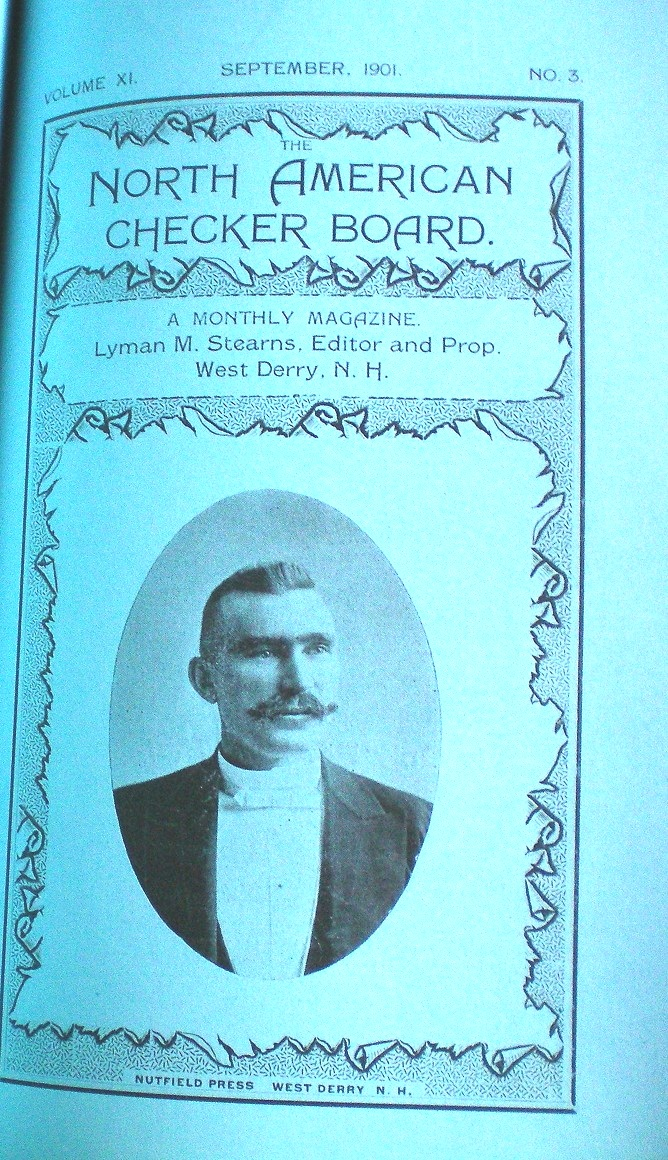 VOLUME XI. SEPTEMBER. 1901. NO. 3.
THE
NORTH AMERICAN
CHECKER BOARD.
A MONTHLY MAGAZINE.
Lyman M. Stearns, Editor and Prop.
West Derry, N. H.
NUTFIELD PRESS WEST DERRY N. H.